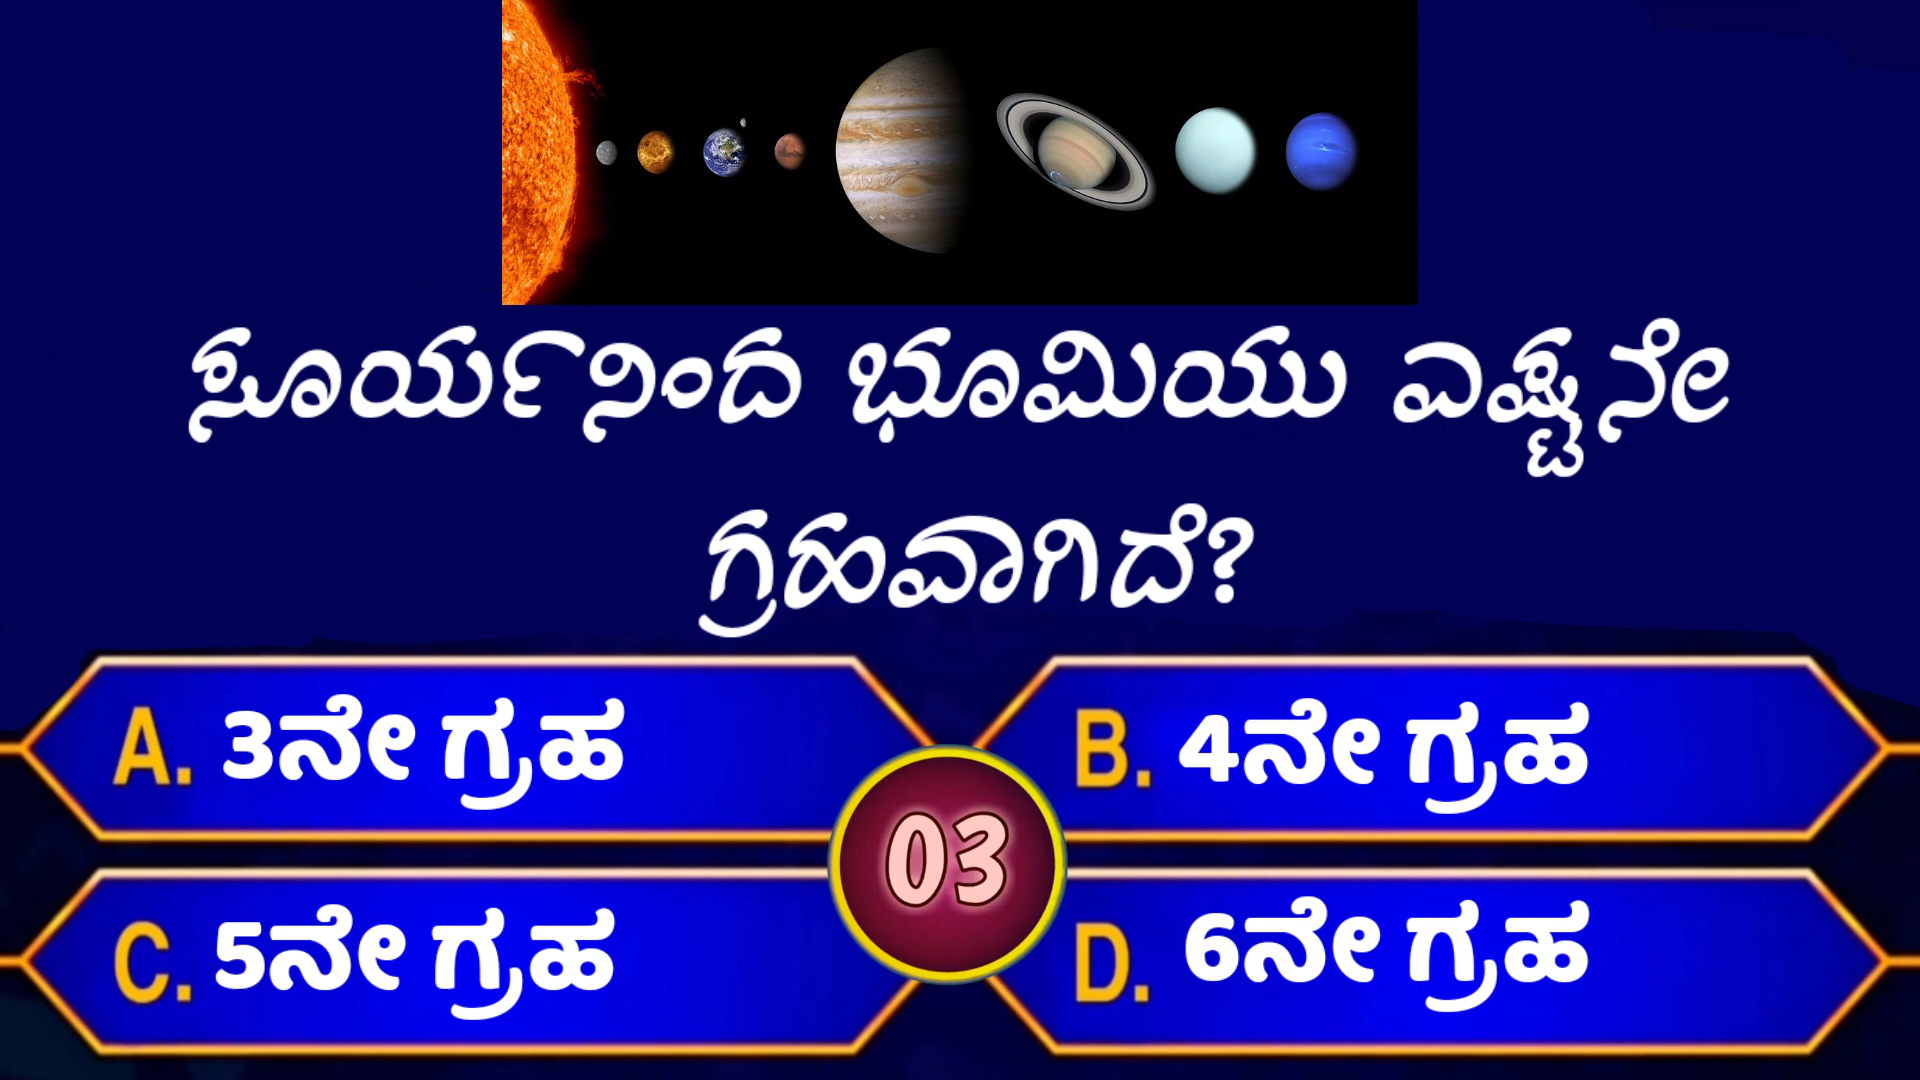 ಸೂರ್ಯನಿಂದ ಭೂಮಿಯು ಎಷ್ಟನೇ
ಗ್ರಹವಾಗಿದೆ?
A. 3ನೇ ಗ್ರಹ
B. 4ನೇ ಗ್ರಹ
03
C. 5ನೇ ಗ್ರಹ
D. 6ನೇ ಗ್ರಹ